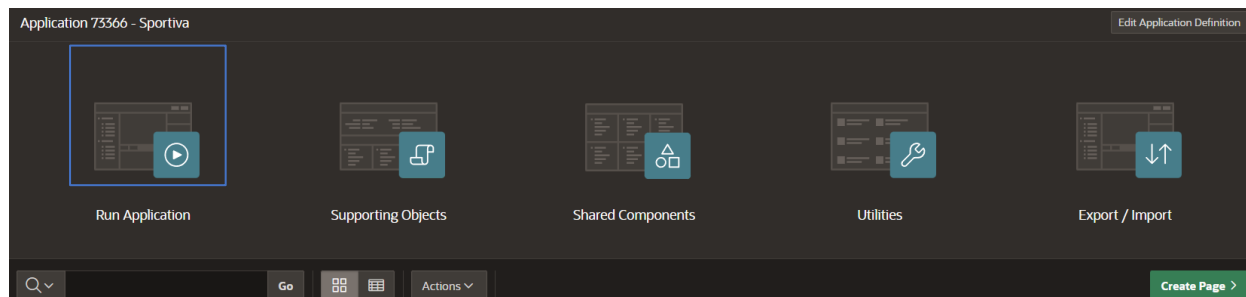 Application 73366 - Sportiva
Edit Application Definition
Run Application
Supporting Objects
Shared Components
Utilities
Export / Import
Go
Actions
Create Page >